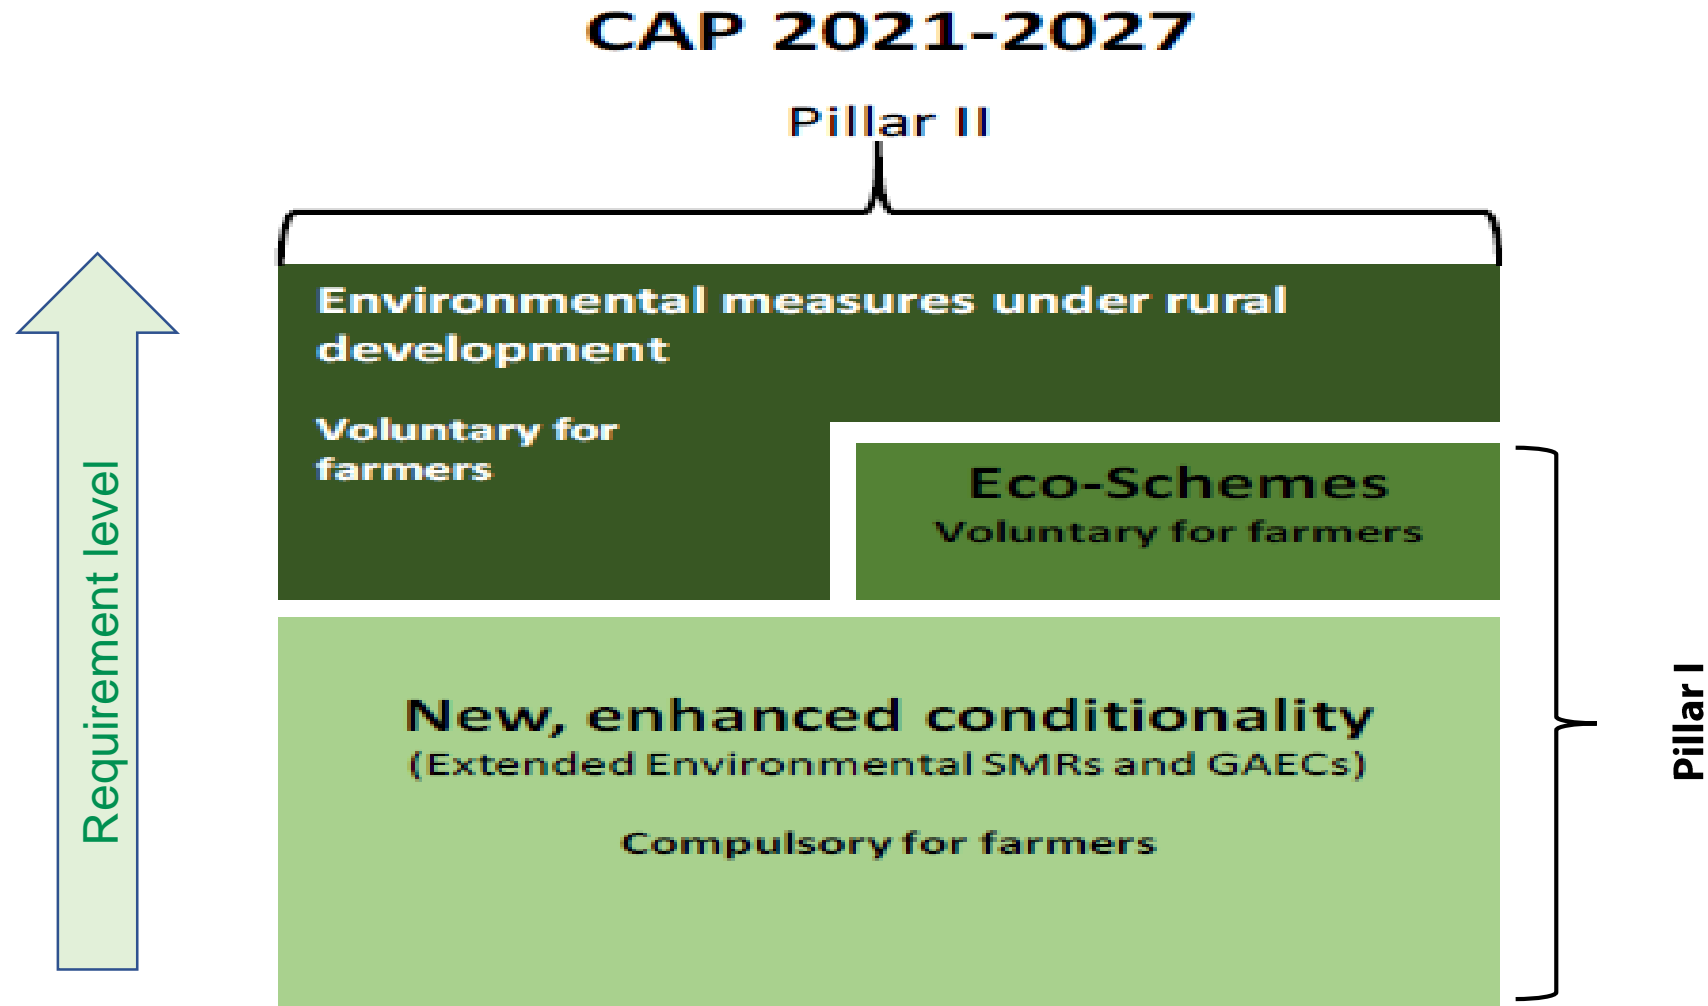 CAP 2021-2027
Pillar II
Environmental measures under rural
development
Voluntary for
farmers
Eco-Schemes
Voluntary for farmers
New, enhanced conditionality
(Extended Environmental SMRs and GAECs)
Compulsory for farmers
Requirement level
Pillar I